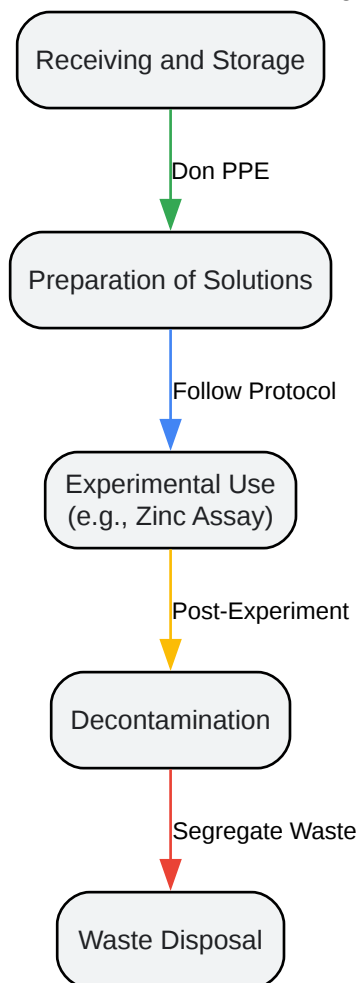 Receiving and Storage
Don PPE
Preparation of Solutions
Follow Protocol
Experimental Use
(e.g., Zinc Assay)
Post-Experiment
Decontamination
Segregate Waste
Waste Disposal